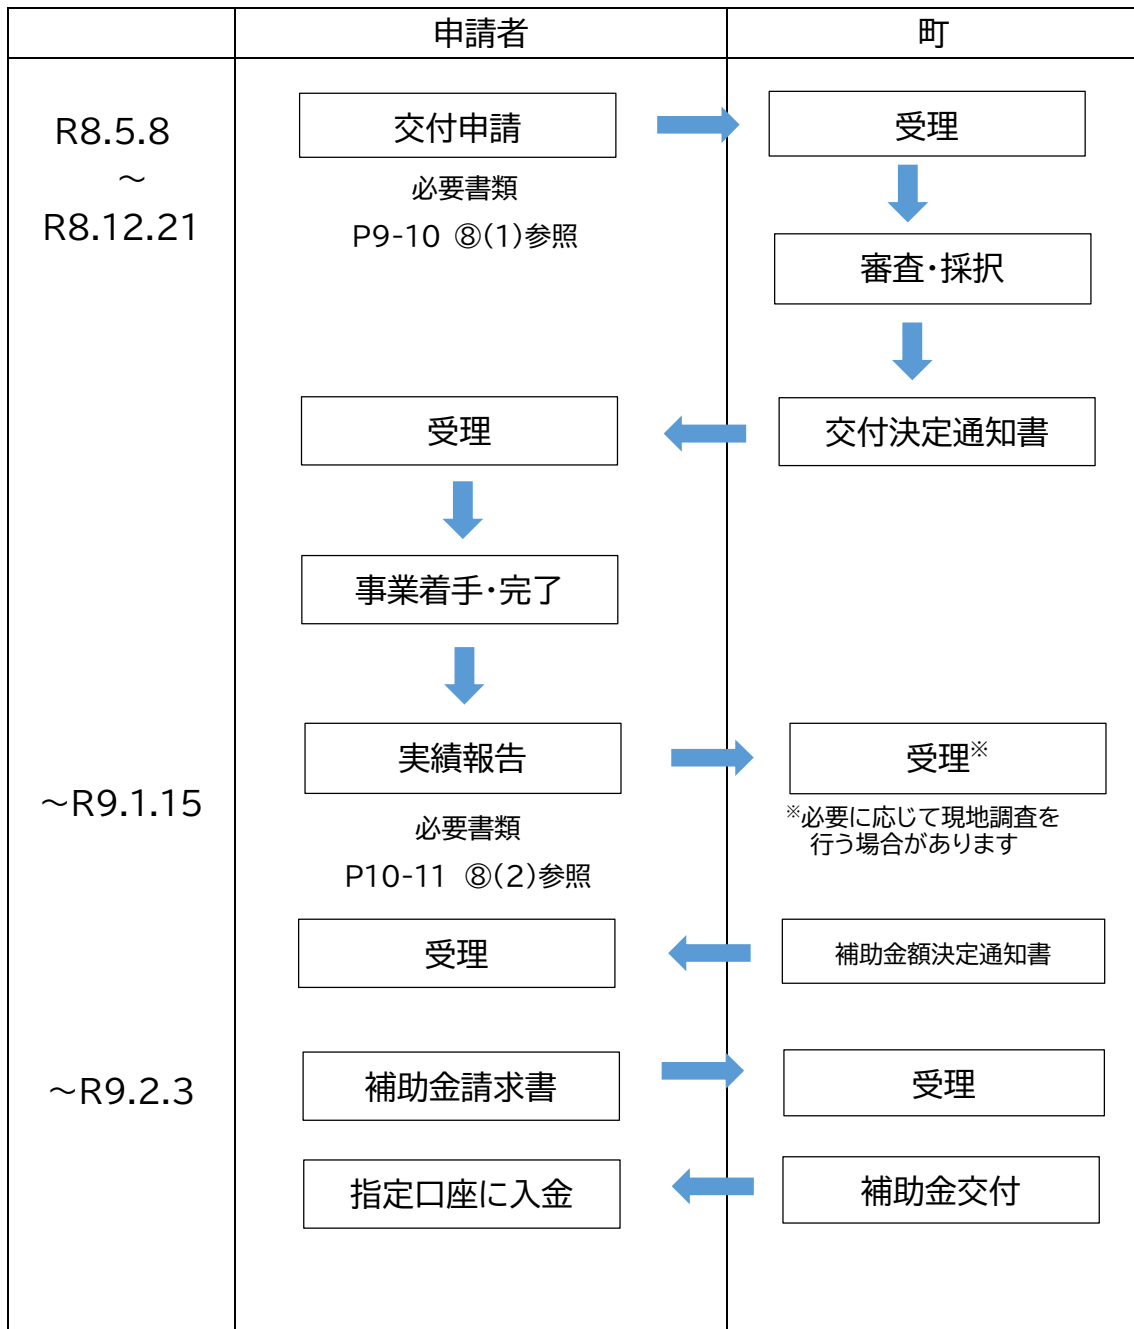 申請者
町
R8.5.8
～
R8.12.21
交付申請
受理
必要書類
P9-10 ⑧(1)参照
審査・採択
受理
交付決定通知書
事業着手・完了
～R9.1.15
実績報告
受理※
必要書類
P10-11 ⑧(2)参照
※必要に応じて現地調査を
行う場合があります
受理
補助金額決定通知書
～R9.2.3
補助金請求書
受理
指定口座に入金
補助金交付